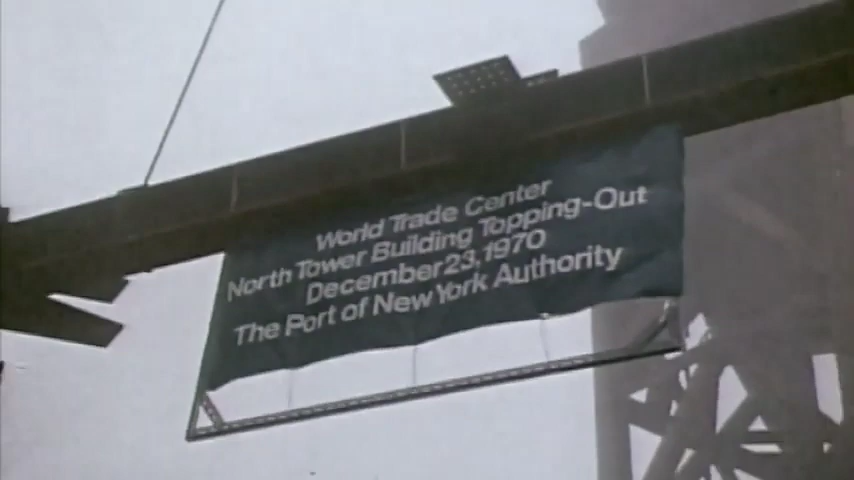 World Trade Center
North Tower Building Topping-Out
December 23, 1970
The Port of New York Authority